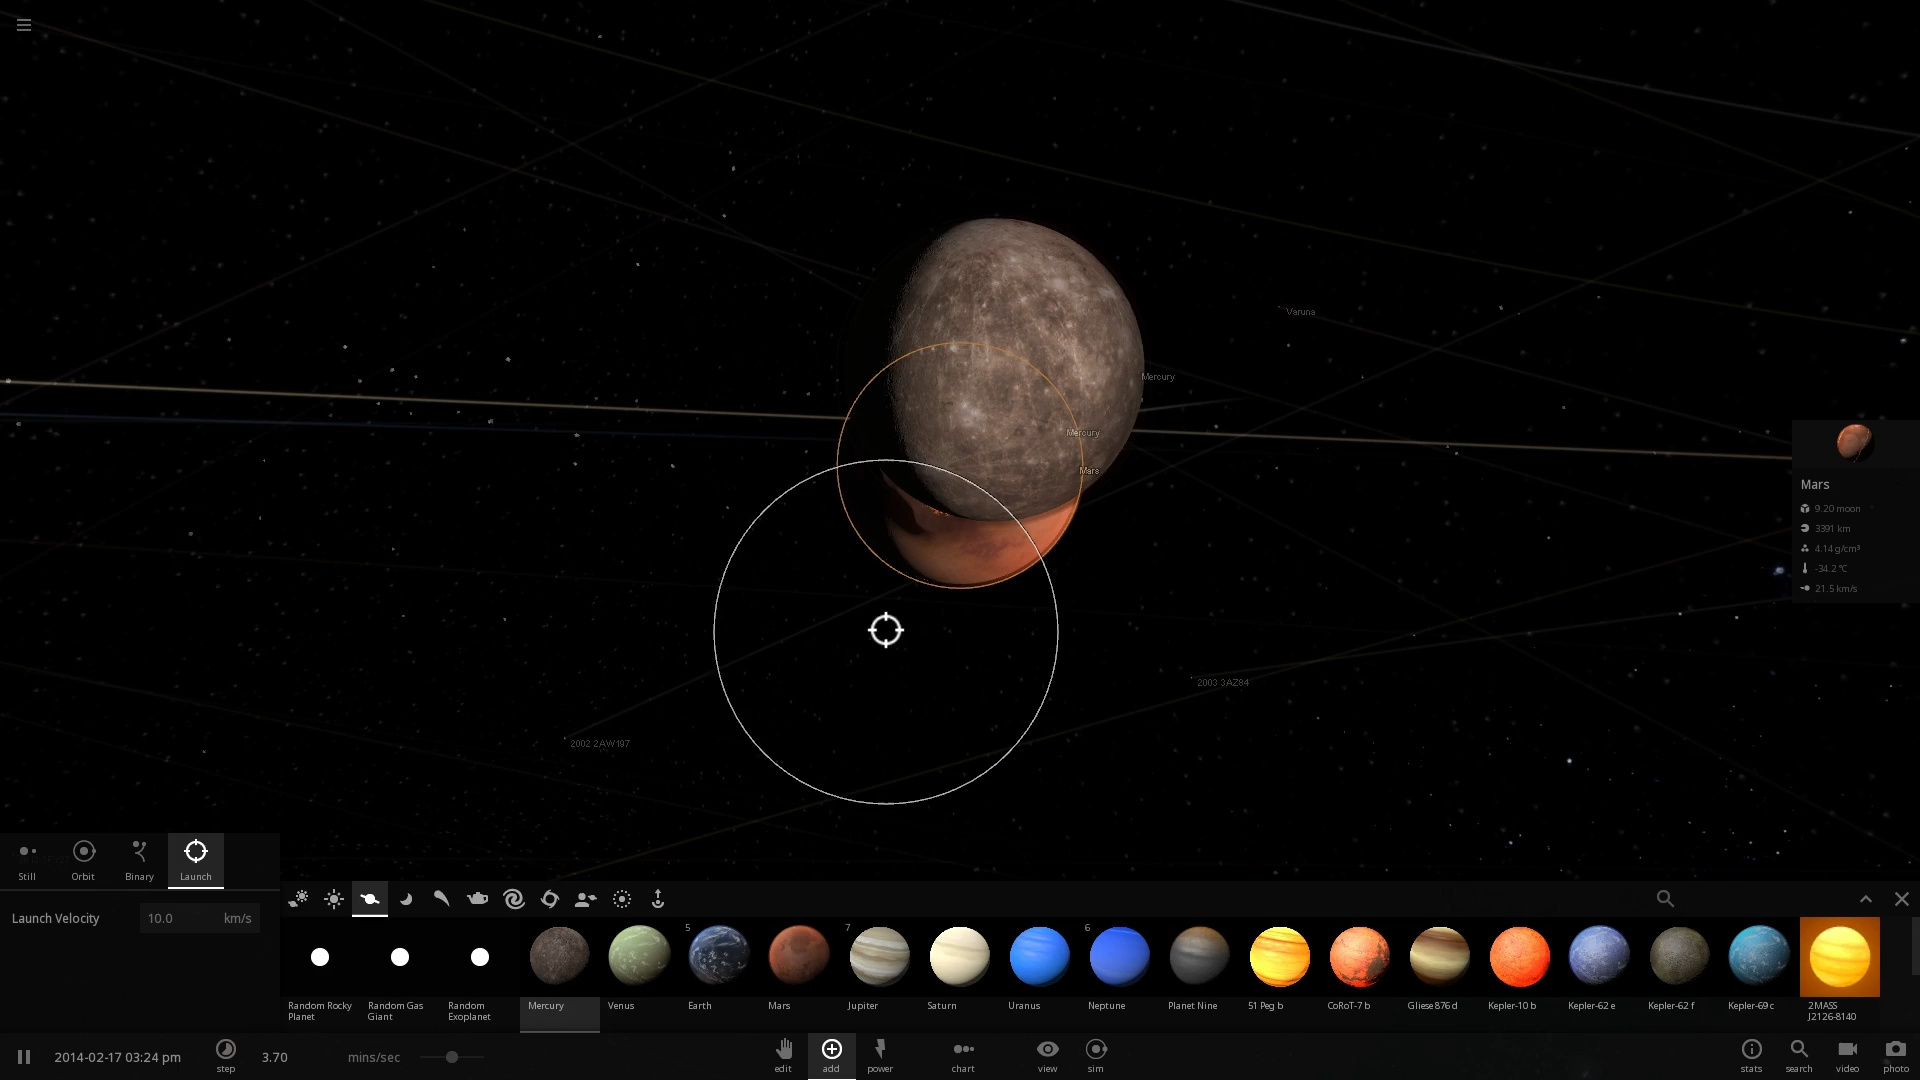 Varuna
Mercury
Mercury
Mars
Mars
9.20 moon
3391 km
4.14 g/cm³
-34.2 °C
21.5 km/s
2003 3AZ84
2002 2AW197
Still
Orbit
Binary
Launch
Launch Velocity
10.0 km/s
5
7
6
Random Rocky
Planet
Random Gas
Giant
Random
Exoplanet
Mercury
Venus
Earth
Mars
Jupiter
Saturn
Uranus
Neptune
Planet Nine
51 Peg b
CoRoT-7 b
Gliese 876 d
Kepler-10 b
Kepler-62 e
Kepler-62 f
Kepler-69 c
2MASS
J2126-8140
2014-02-17 03:24 pm
step
3.70 mins/sec
edit
add
power
chart
view
sim
stats
search
video
photo